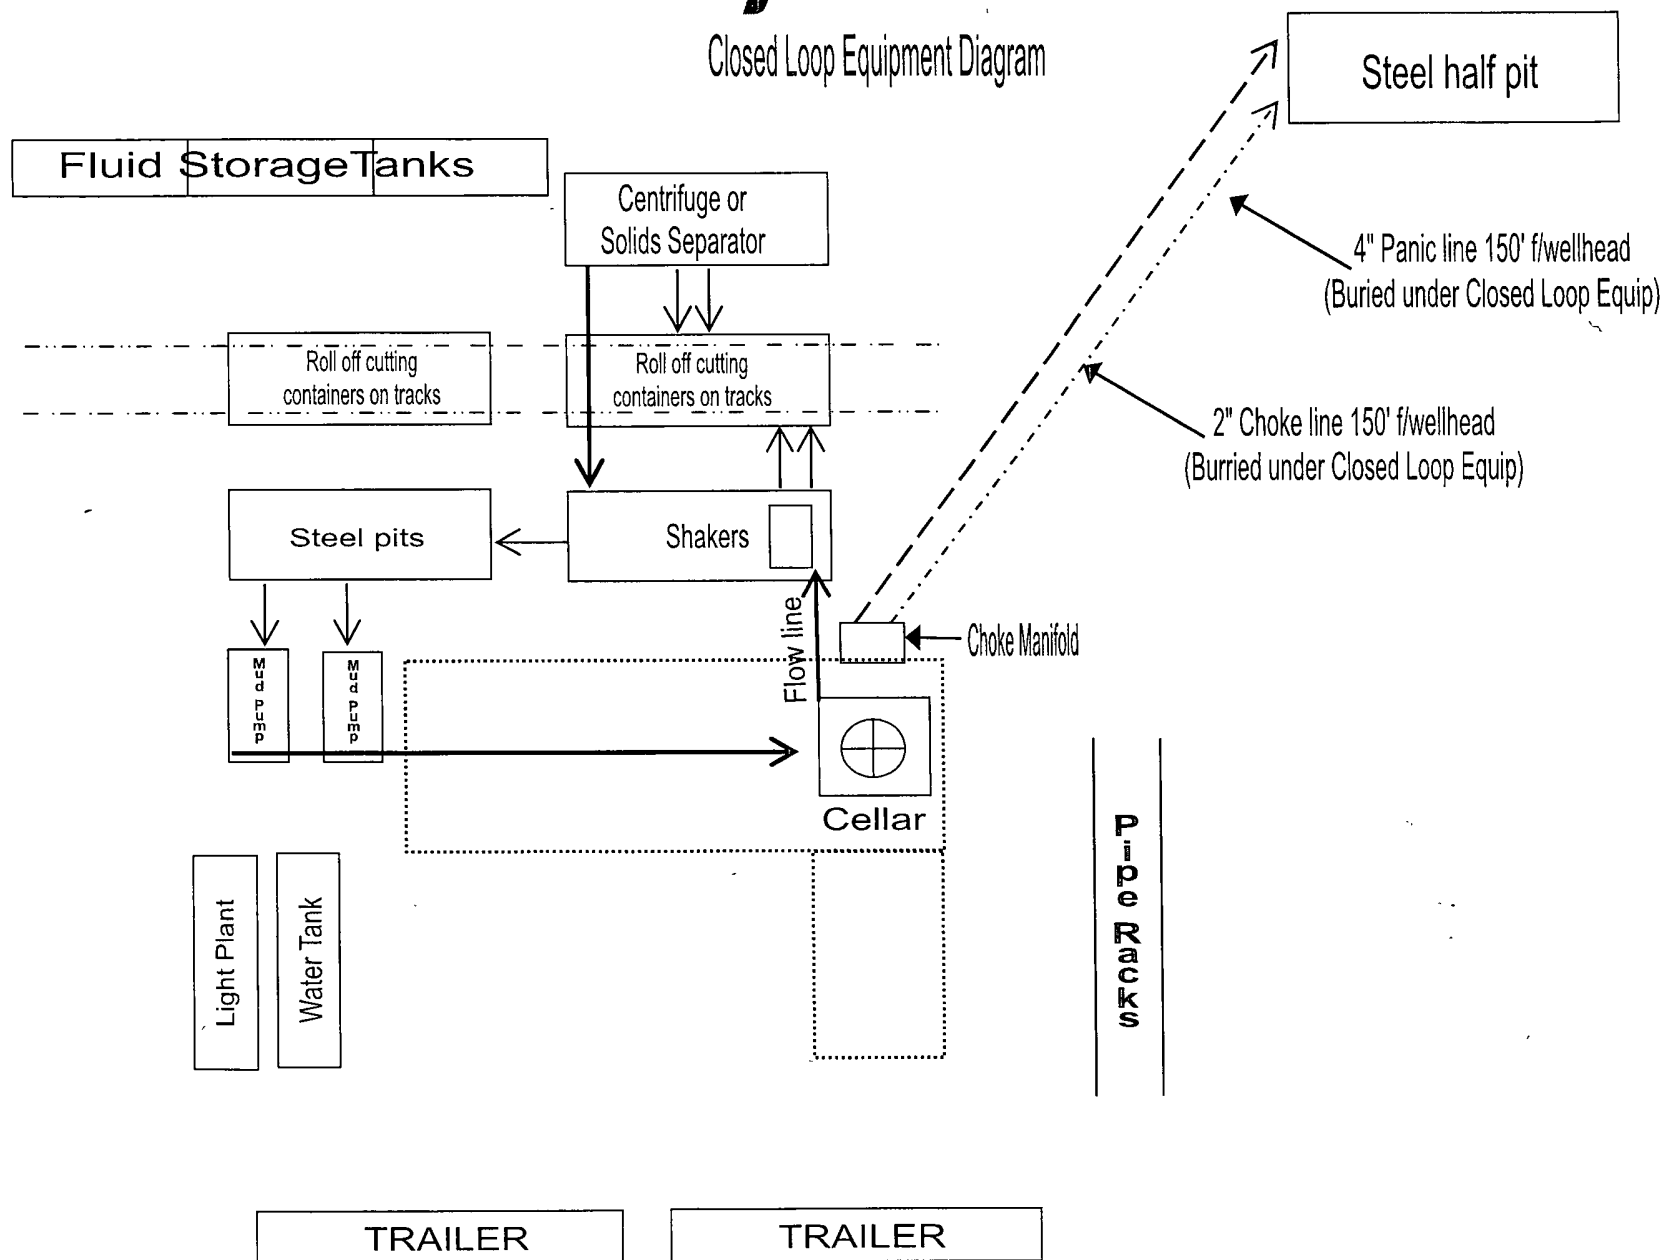 Closed Loop Equipment Diagram
Steel half pit
Fluid StorageTanks
Centrifuge or
Solids Separator
4" Panic line 150' f/wellhead
(Buried under Closed Loop Equip)
Roll off cutting
containers on tracks
Roll off cutting
containers on tracks
2" Choke line 150' f/wellhead
(Burried under Closed Loop Equip)
Steel pits
Shakers
Flow line
Choke Manifold
Mud Pump
Mud Pump
Cellar
Pipe Racks
Light Plant
Water Tank
TRAILER
TRAILER